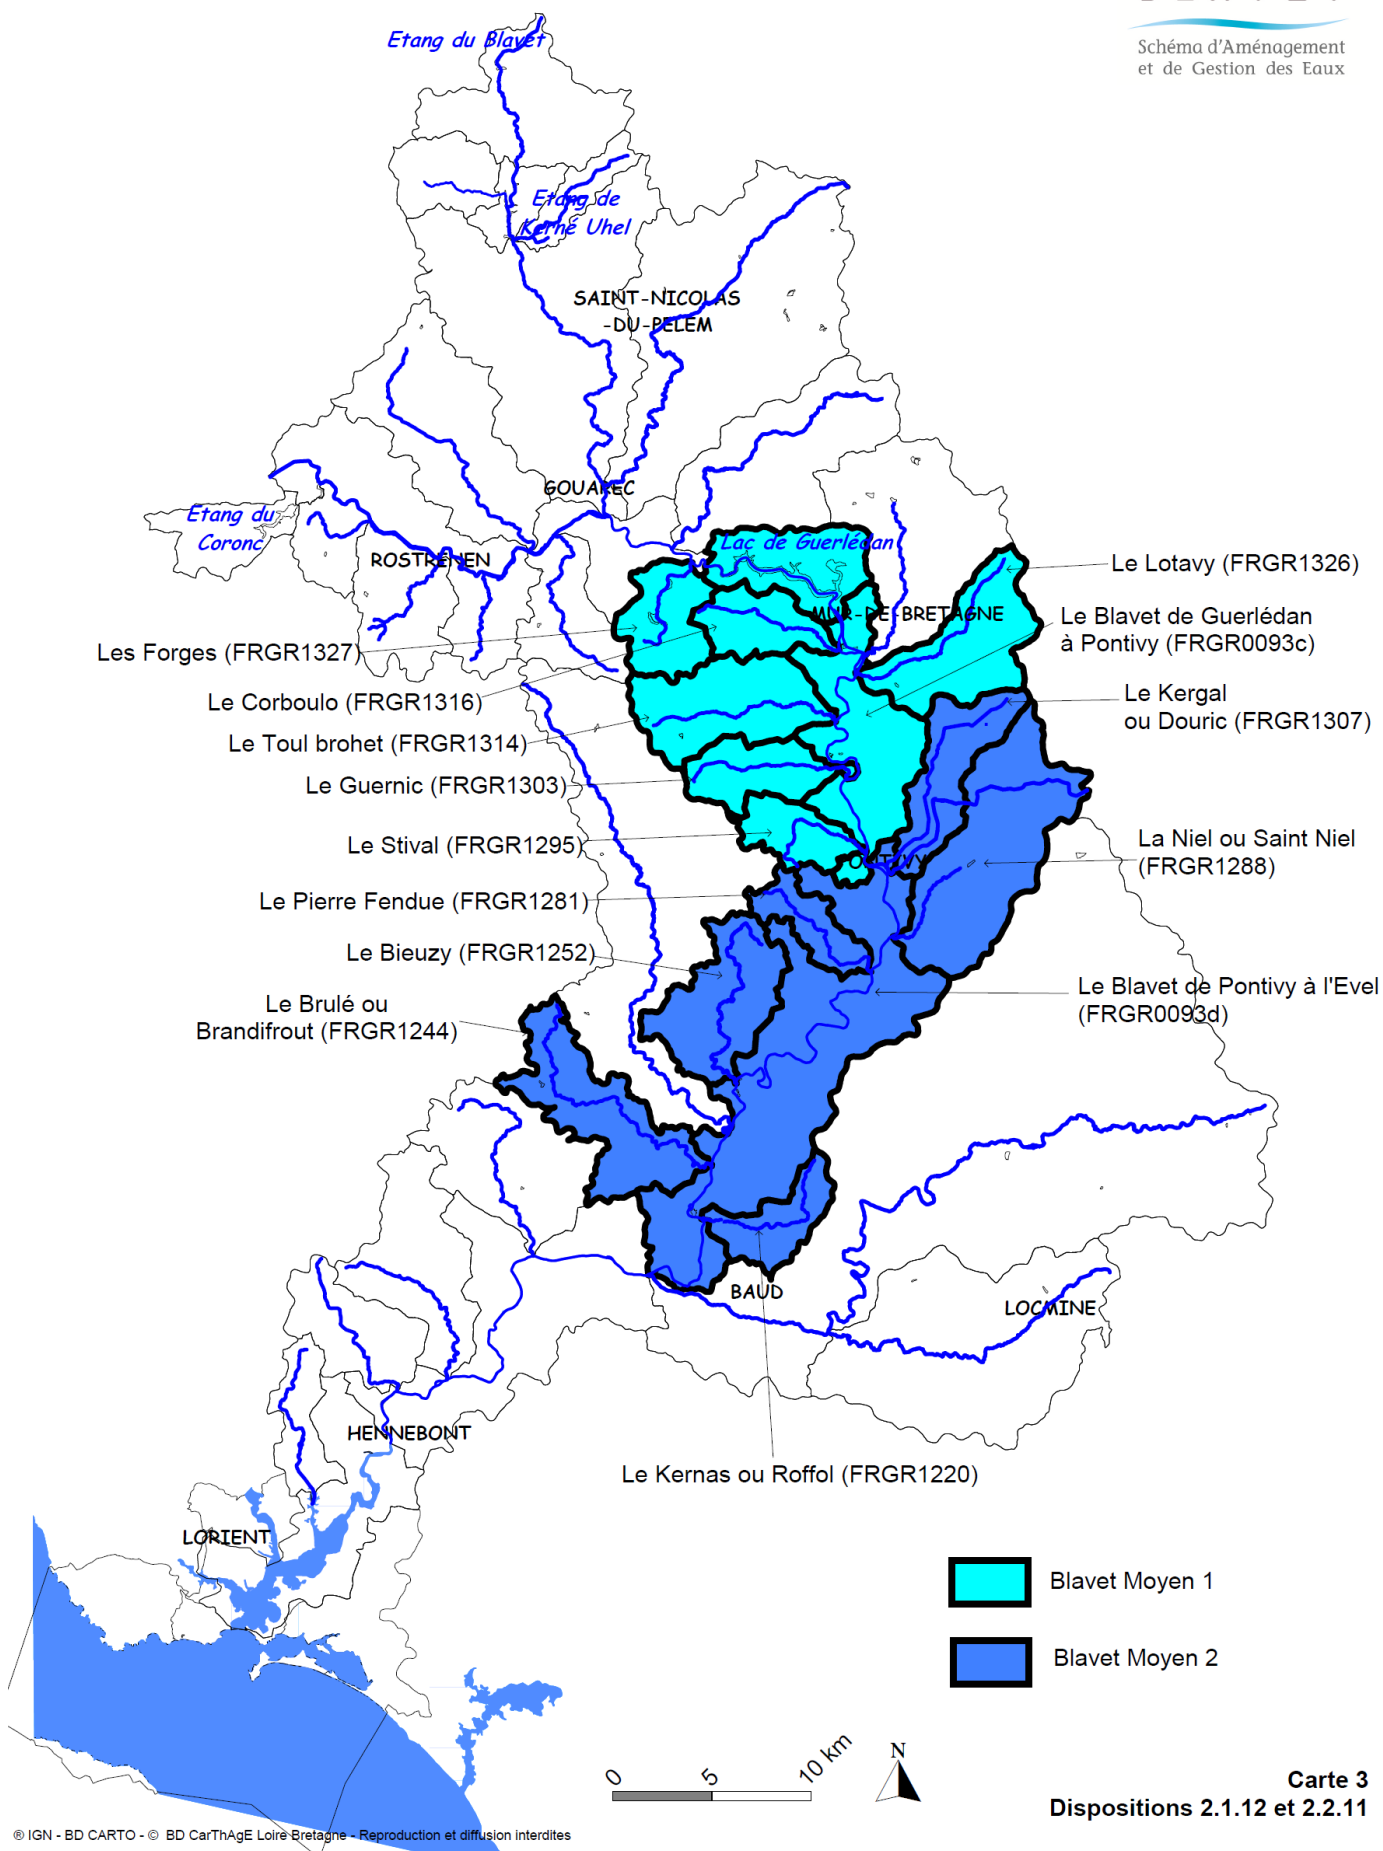 Schéma d'Aménagement
et de Gestion des Eaux
Etang du Blavet
Etang de
Kerné Uhel
SAINT-NICOLAS
-DU-PELEM
GOUAREC
Etang du
Coronc
ROSTRENEN
Lac de Guerlédan
MUR-DE-BRETAGNE
Le Lotavy (FRGR1326)
Le Blavet de Guerlédan
à Pontivy (FRGR0093c)
Les Forges (FRGR1327)
Le Corboulo (FRGR1316)
Le Kergal
ou Douric (FRGR1307)
Le Toul brohet (FRGR1314)
Le Guernic (FRGR1303)
Le Stival (FRGR1295)
La Niel ou Saint Niel
(FRGR1288)
PONTIVY
Le Pierre Fendue (FRGR1281)
Le Bieuzy (FRGR1252)
Le Blavet de Pontivy à l'Evel
(FRGR0093d)
Le Brulé ou
Brandifrout (FRGR1244)
BAUD
LOCMINE
HENNEBONT
Le Kernas ou Roffol (FRGR1220)
LORIENT
Blavet Moyen 1
Blavet Moyen 2
0 5 10 km
N
Carte 3
Dispositions 2.1.12 et 2.2.11
® IGN - BD CARTO - © BD CarThAgE Loire Bretagne - Reproduction et diffusion interdites